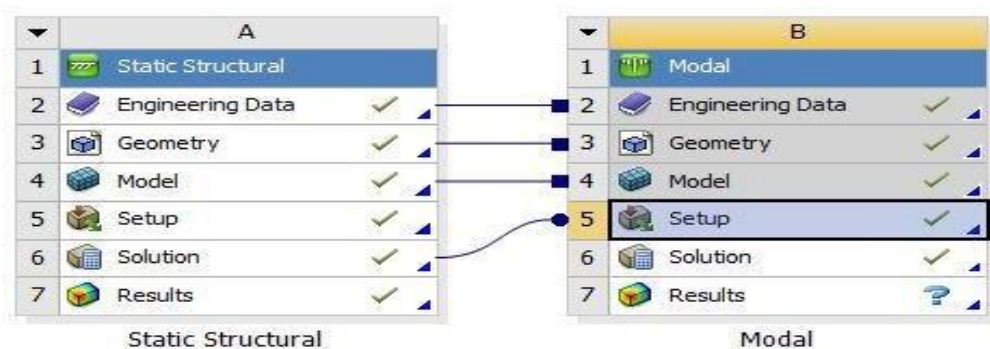 A
1 Static Structural
2 Engineering Data
3 Geometry
4 Model
5 Setup
6 Solution
7 Results
Static Structural
B
1 Modal
2 Engineering Data
3 Geometry
4 Model
5 Setup
6 Solution
7 Results ?
Modal